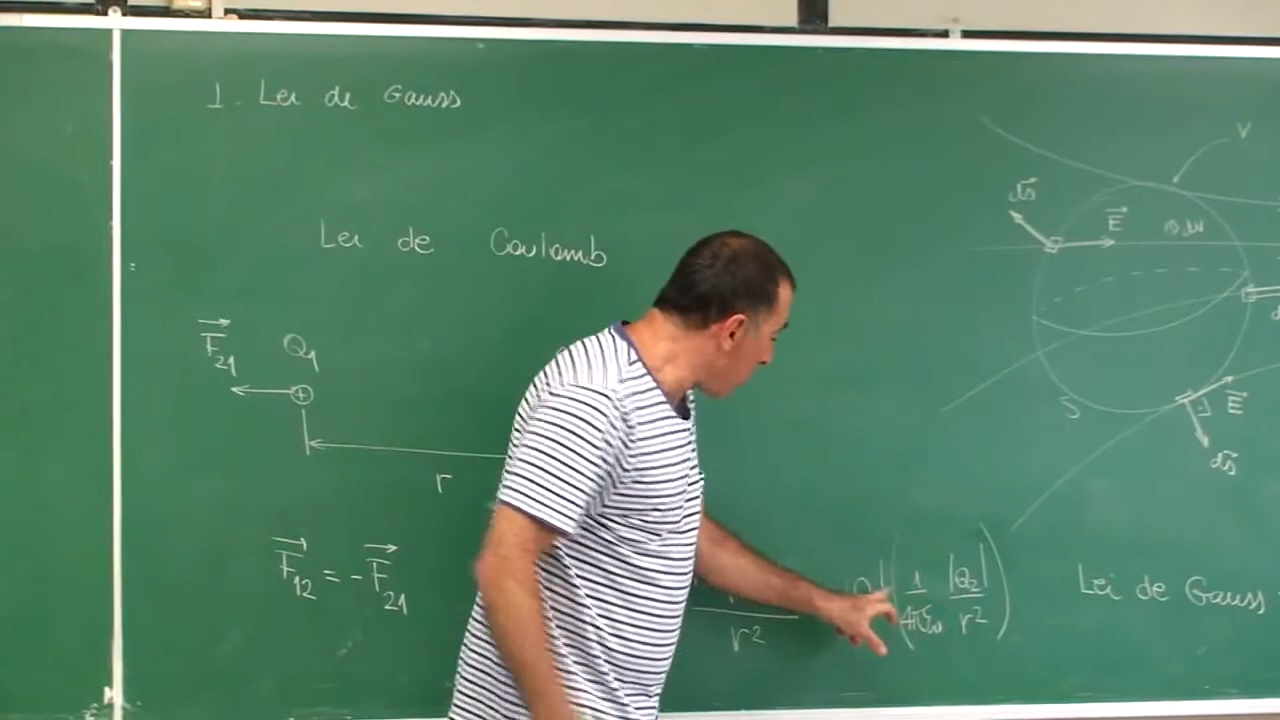 1. Lei de Gauss
Lei de Coulomb
F21 Q1
r
F12 = -F21
r²
( 1 |Q2|
4πε0 r² )
V
dS E
S E
dS
Lei de Gauss